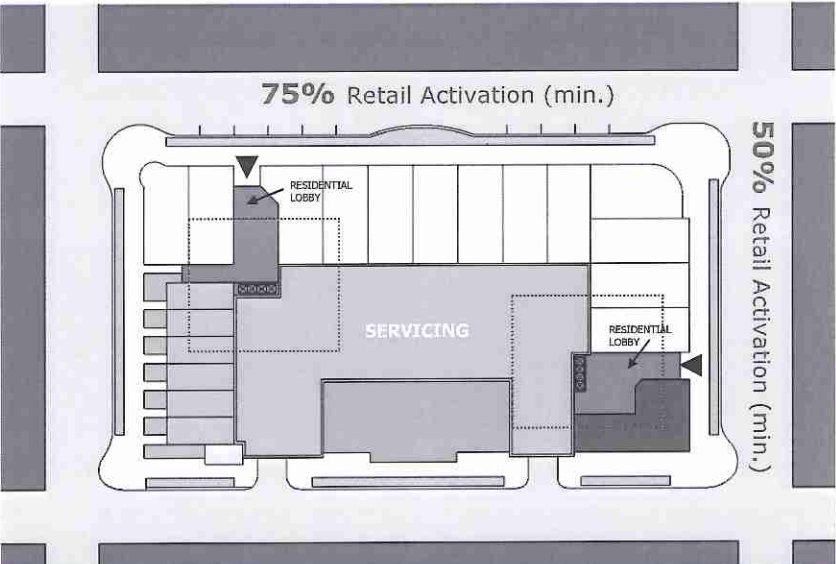 75% Retail Activation (min.)
RESIDENTIAL
LOBBY
50% Retail Activation (min.)
SERVICING
RESIDENTIAL
LOBBY